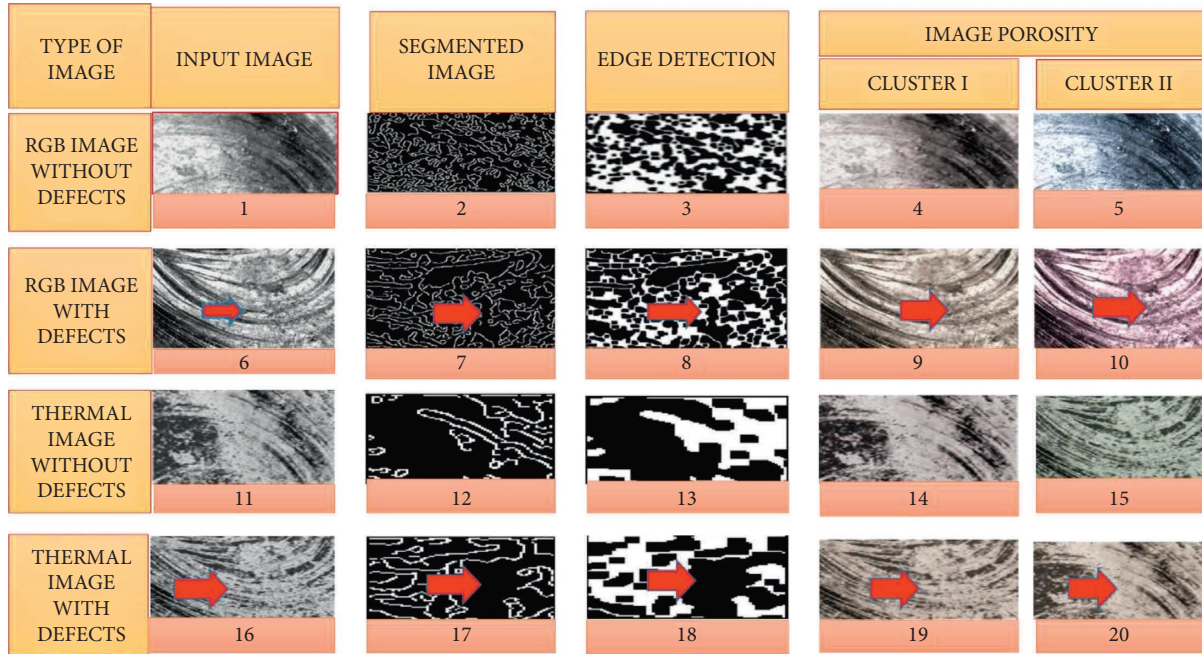 TYPE OF
IMAGE
INPUT IMAGE
SEGMENTED
IMAGE
EDGE DETECTION
IMAGE POROSITY
CLUSTER I
CLUSTER II
RGB IMAGE
WITHOUT
DEFECTS
1
2
3
4
5
RGB IMAGE
WITH
DEFECTS
6
7
8
9
10
THERMAL
IMAGE
WITHOUT
DEFECTS
11
12
13
14
15
THERMAL
IMAGE
WITH
DEFECTS
16
17
18
19
20